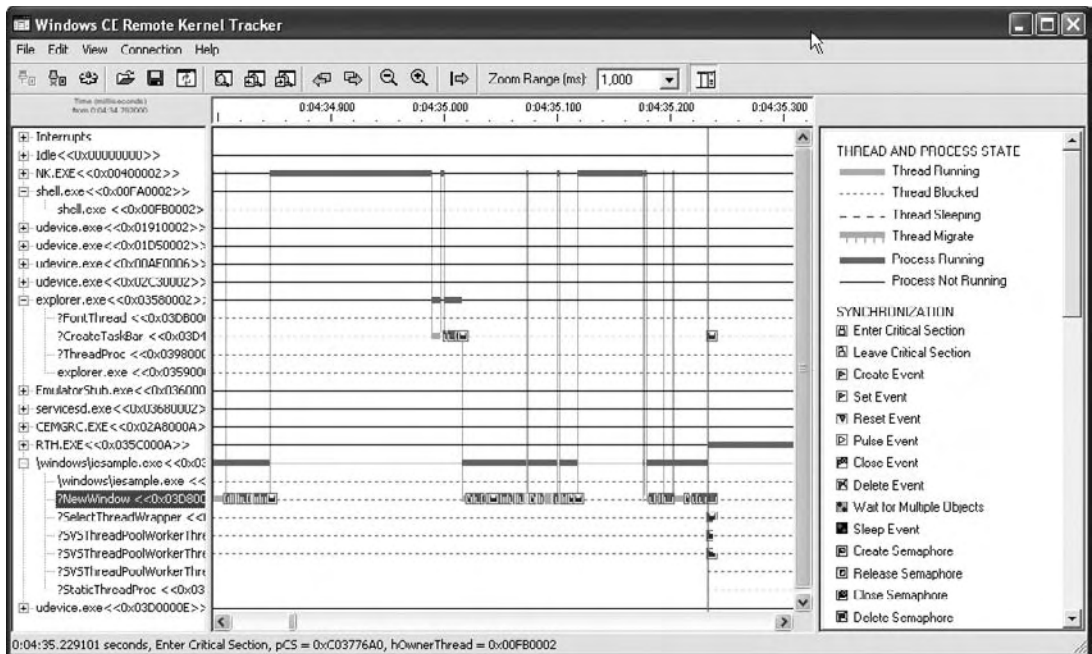 Windows CE Remote Kernel Tracker
File Edit View Connection Help
Zoom Range (ms): 1,000
Time (milliseconds)
from 0:04:34.792000
0:04:34.900 0:04:35.000 0:04:35.100 0:04:35.200 0:04:35.300
Interrupts
Idle<<0x00000000>>
NK.EXE<<0x00400002>>
shell.exe<<0x00FA0002>>
shell.exe <<0x00FB0002>
udevice.exe<<0x01910002>>
udevice.exe<<0x01D50002>>
udevice.exe<<0x00AE0006>>
udevice.exe<<0x02C30002>>
explorer.exe<<0x03580002>>
?FontThread <<0x03DB00
?CreateTaskBar <<0x03D4
?ThreadProc <<0x0398000
explorer.exe <<0x035900
EmulatorStub.exe<<0x036000
servicesd.exe<<0x03680002>
CEMGRC.EXE<<0x02A8000A>
RTH.EXE<<0x035C000A>>
\windows\iesample.exe<<0x03
\windows\iesample.exe <<
?NewWindow <<0x03D800
?SelectThreadWrapper <<
?SVSThreadPoolWorkerThre
?SVSThreadPoolWorkerThre
?SVSThreadPoolWorkerThre
?StaticThreadProc <<0x03
udevice.exe<<0x03D0000E>>
THREAD AND PROCESS STATE
Thread Running
Thread Blocked
Thread Sleeping
Thread Migrate
Process Running
Process Not Running
SYNCHRONIZATION
Enter Critical Section
Leave Critical Section
Create Event
Set Event
Reset Event
Pulse Event
Close Event
Delete Event
Wait for Multiple Objects
Sleep Event
Create Semaphore
Release Semaphore
Close Semaphore
Delete Semaphore
0:04:35.229101 seconds, Enter Critical Section, pCS = 0xC03776A0, hOwnerThread = 0x00FB0002